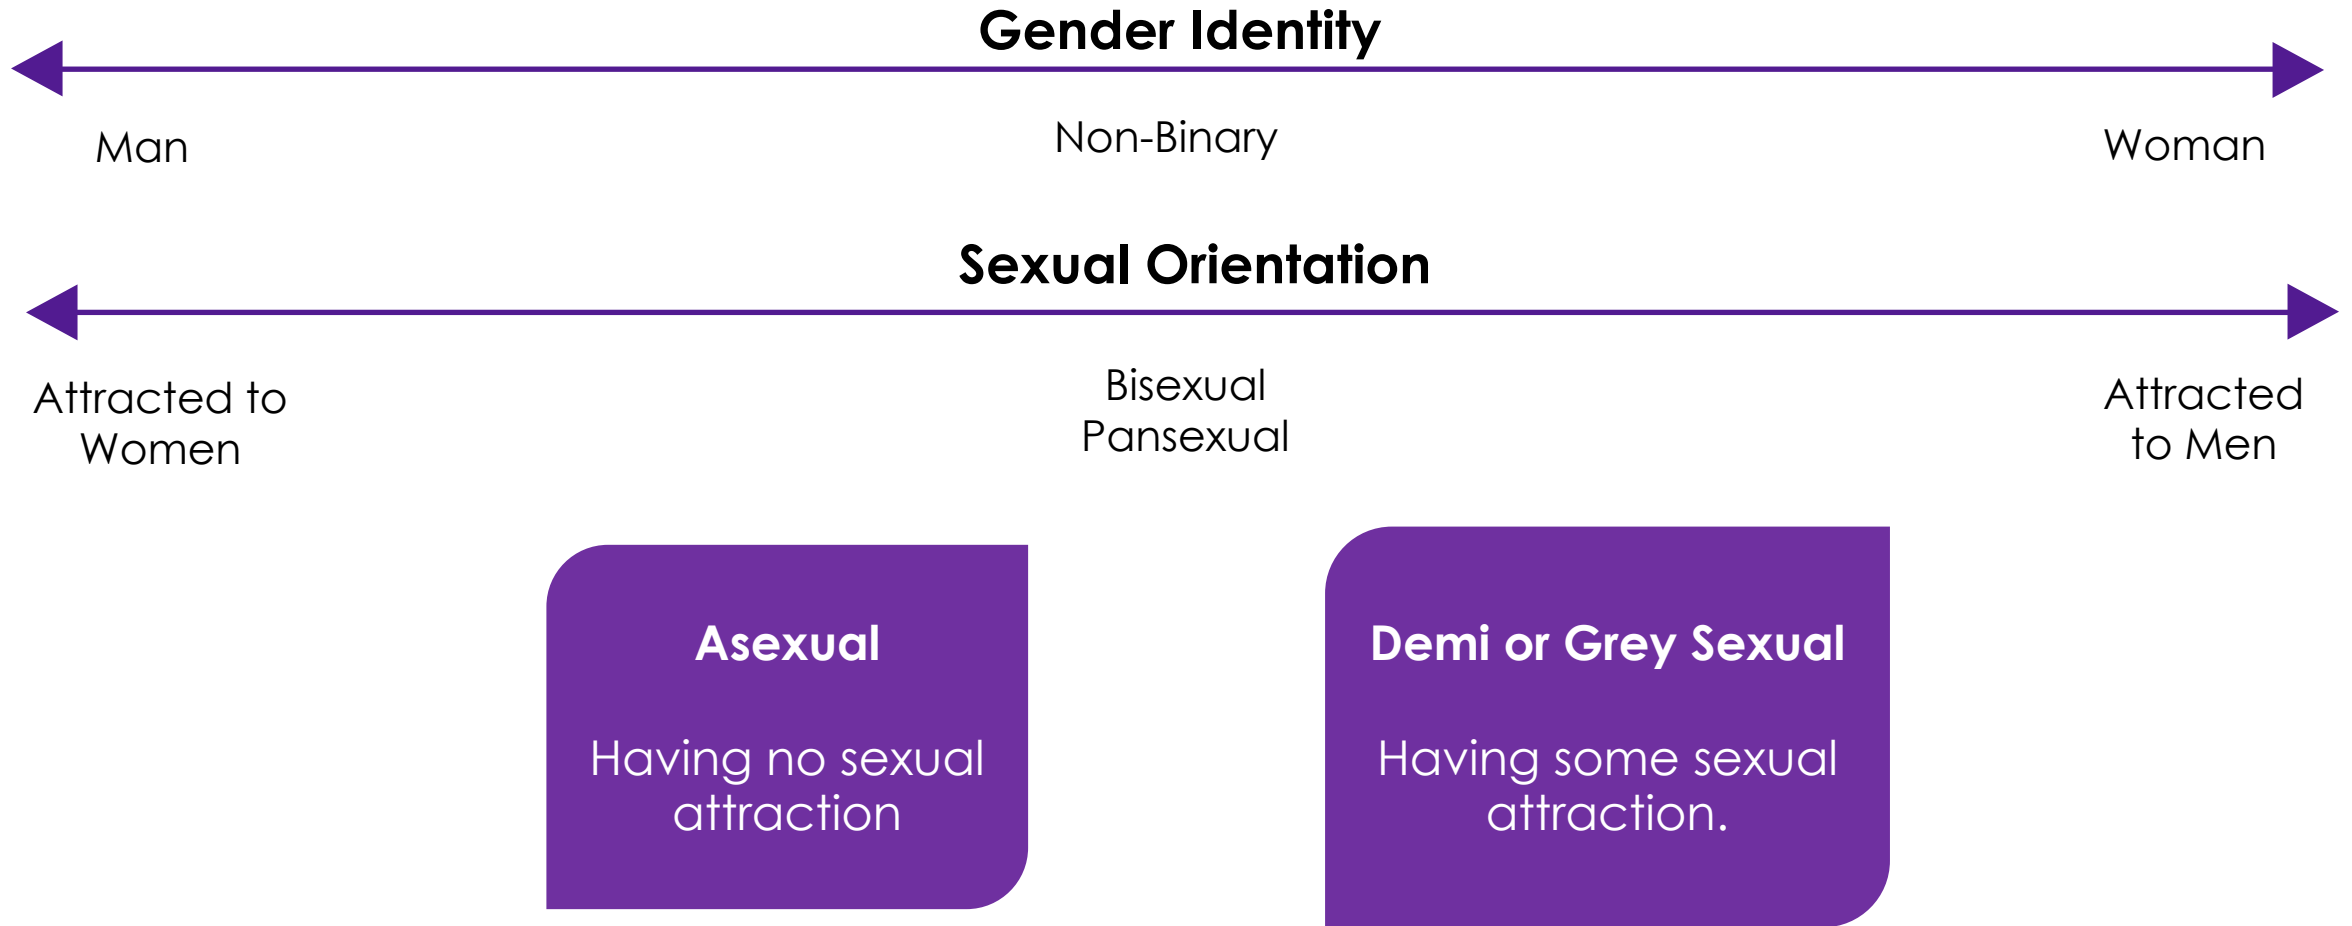 Gender Identity
Man
Non-Binary
Woman
Sexual Orientation
Attracted to
Women
Bisexual
Pansexual
Attracted
to Men
Asexual
Having no sexual
attraction
Demi or Grey Sexual
Having some sexual
attraction.